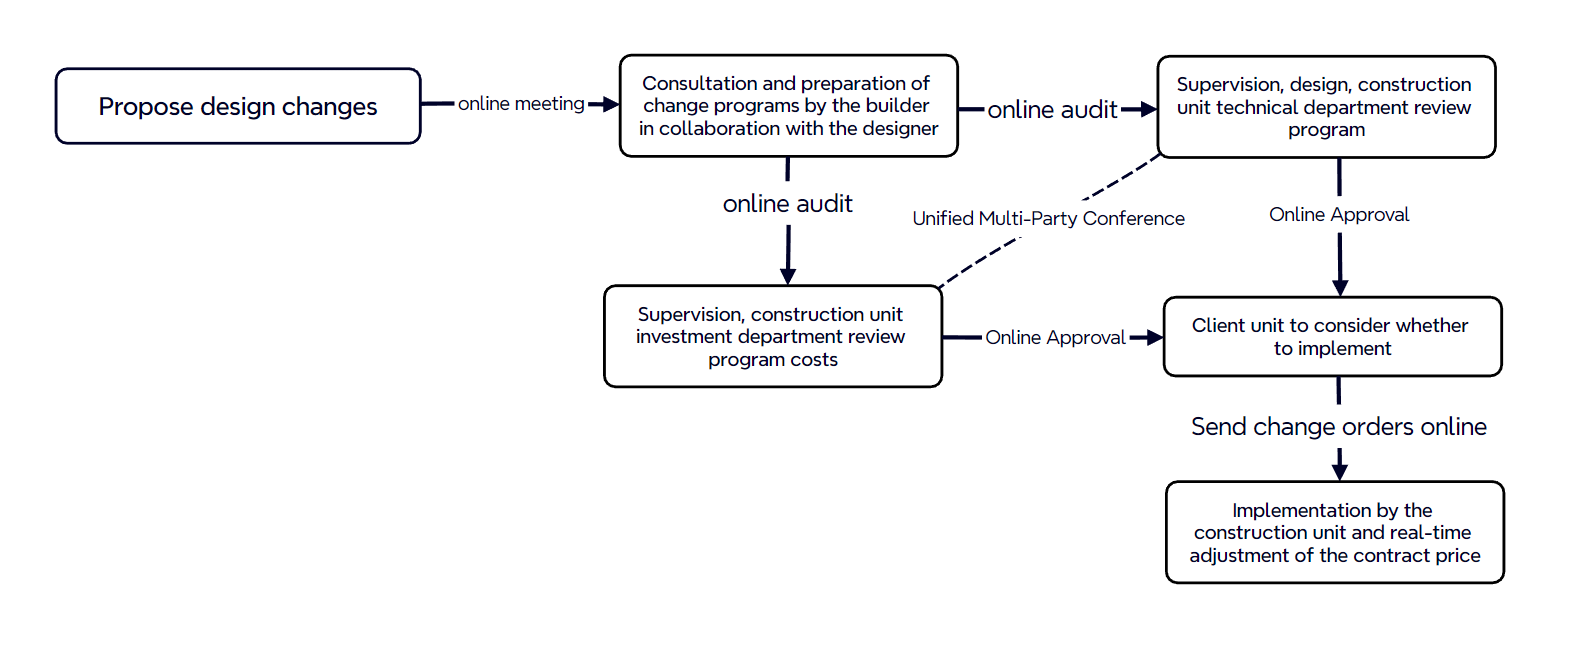 Propose design changes
online meeting
Consultation and preparation of
change programs by the builder
in collaboration with the designer
online audit
Supervision, design, construction
unit technical department review
program
online audit
Unified Multi-Party Conference
Online Approval
Supervision, construction unit
investment department review
program costs
Online Approval
Client unit to consider whether
to implement
Send change orders online
Implementation by the
construction unit and real-time
adjustment of the contract price